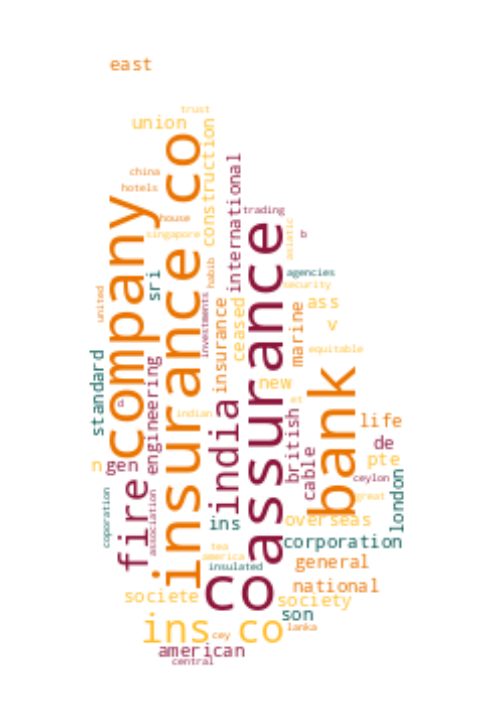 east
trust
union
construction
insurance co
china
hotels
company
house
singapore
international
trading
assurance
asiatic
b
habib
sri
agencies
security
united
investments
insurance
ceased
marine
ass
v
equitable
standard
engineering
new
bank
d
indian
india
et
british
life
cable
de
n
gen
fire
pte
ceylon
london
coporation
association
great
ins
overseas
tea
america
corporation
insulated
general
co
national
societe
society
son
ins co
cey
lanka
american
central